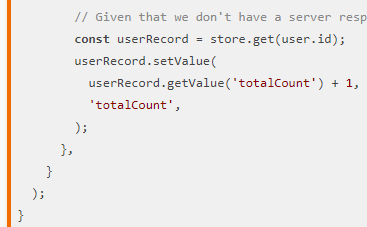 // Given that we don't have a server resp
const userRecord = store.get(user.id);
userRecord.setValue(
userRecord.getValue('totalCount') + 1,
'totalCount',
);
},
}
);
}